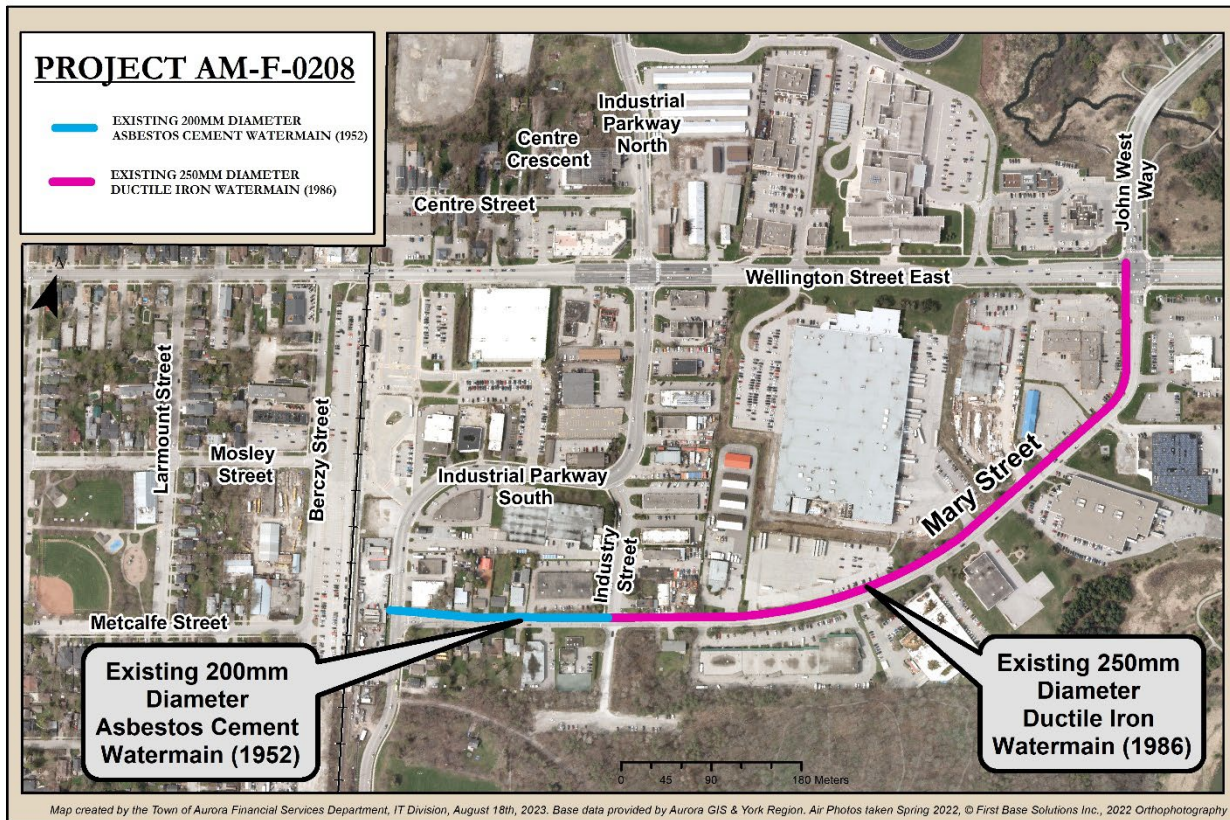 PROJECT AM-F-0208
EXISTING 200MM DIAMETER
ASBESTOS CEMENT WATERMAIN (1952)
EXISTING 250MM DIAMETER
DUCTILE IRON WATERMAIN (1986)
Industrial
Parkway
North
Centre
Crescent
Centre Street
John West
Way
Wellington Street East
N
Larmount Street
Mosley
Street
Berczy Street
Industrial Parkway
South
Industry
Street
Mary Street
Metcalfe Street
Existing 200mm
Diameter
Asbestos Cement
Watermain (1952)
Existing 250mm
Diameter
Ductile Iron
Watermain (1986)
0 45 90 180 Meters
Map created by the Town of Aurora Financial Services Department, IT Division, August 18th, 2023. Base data provided by Aurora GIS & York Region. Air Photos taken Spring 2022, © First Base Solutions Inc., 2022 Orthophotography